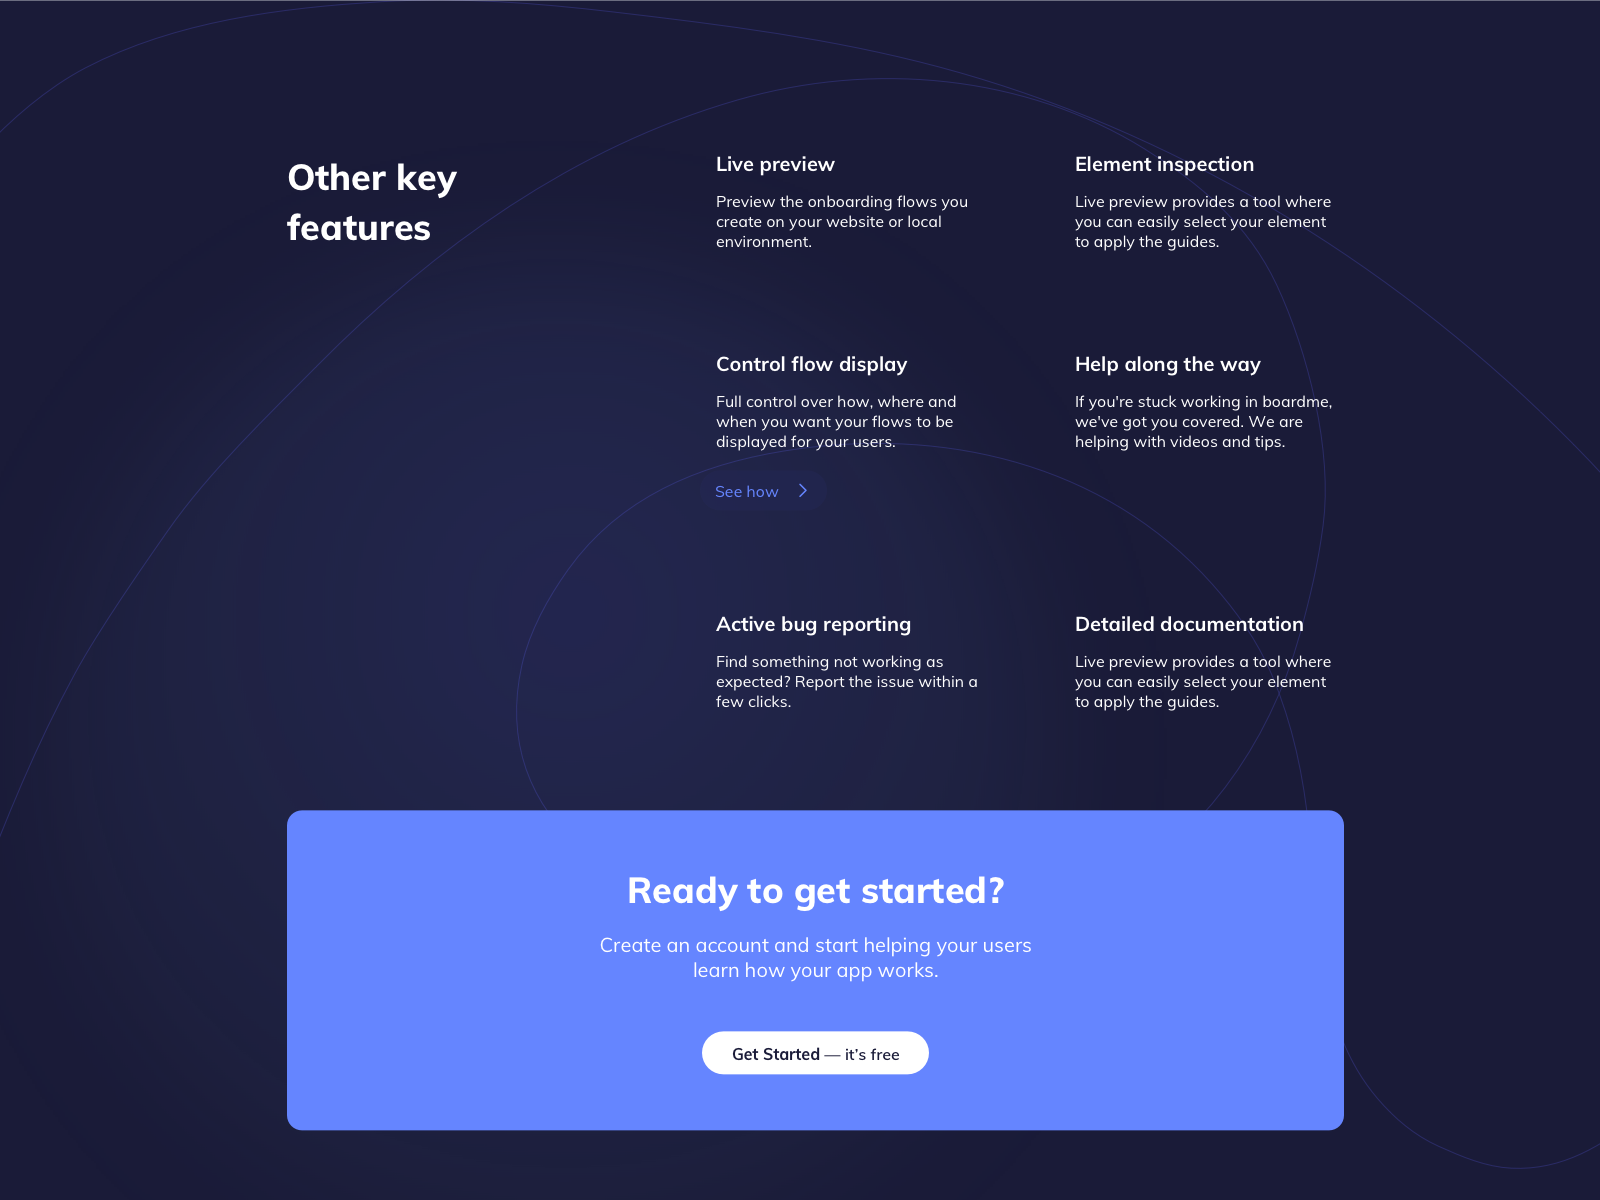 Other key
features
Live preview
Preview the onboarding flows you
create on your website or local
environment.
Element inspection
Live preview provides a tool where
you can easily select your element
to apply the guides.
Control flow display
Full control over how, where and
when you want your flows to be
displayed for your users.
See how
Help along the way
If you're stuck working in boardme,
we've got you covered. We are
helping with videos and tips.
Active bug reporting
Find something not working as
expected? Report the issue within a
few clicks.
Detailed documentation
Live preview provides a tool where
you can easily select your element
to apply the guides.
Ready to get started?
Create an account and start helping your users
learn how your app works.
Get Started — it’s free